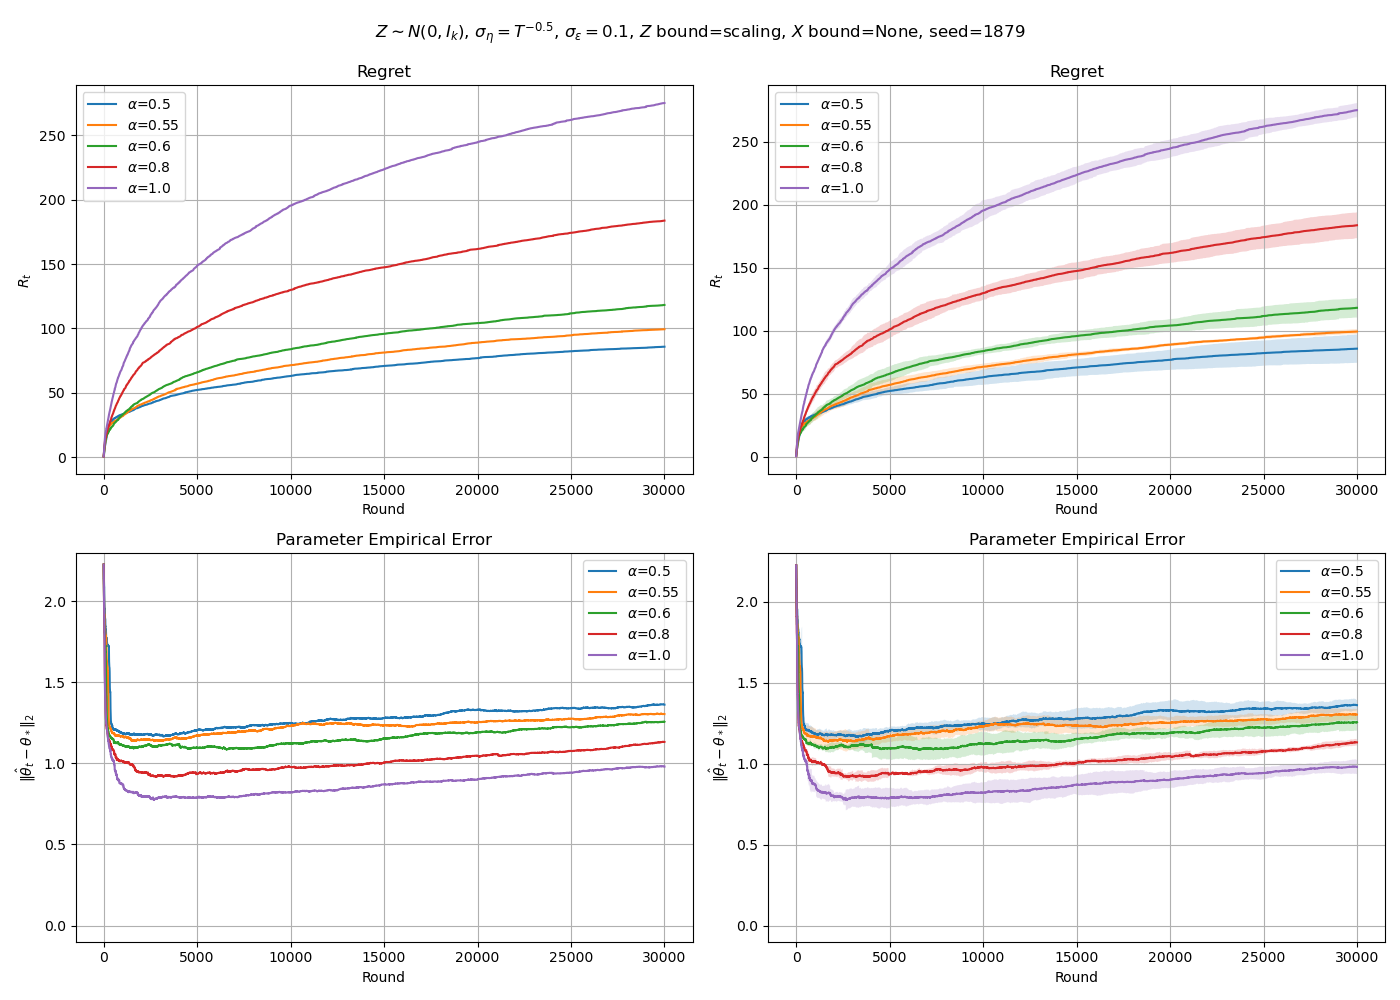 Z ∼ N(0, I_k), σ_η = T^{−0.5}, σ_ε = 0.1, Z bound=scaling, X bound=None, seed=1879
Regret
α=0.5
α=0.55
α=0.6
α=0.8
α=1.0
250
200
150
100
50
0
R_t
0 5000 10000 15000 20000 25000 30000
Round
Regret
α=0.5
α=0.55
α=0.6
α=0.8
α=1.0
250
200
150
100
50
0
R_t
0 5000 10000 15000 20000 25000 30000
Round
Parameter Empirical Error
α=0.5
α=0.55
α=0.6
α=0.8
α=1.0
2.0
1.5
1.0
0.5
0.0
‖θ̂_t − θ_*‖_2
0 5000 10000 15000 20000 25000 30000
Round
Parameter Empirical Error
α=0.5
α=0.55
α=0.6
α=0.8
α=1.0
2.0
1.5
1.0
0.5
0.0
‖θ̂_t − θ_*‖_2
0 5000 10000 15000 20000 25000 30000
Round